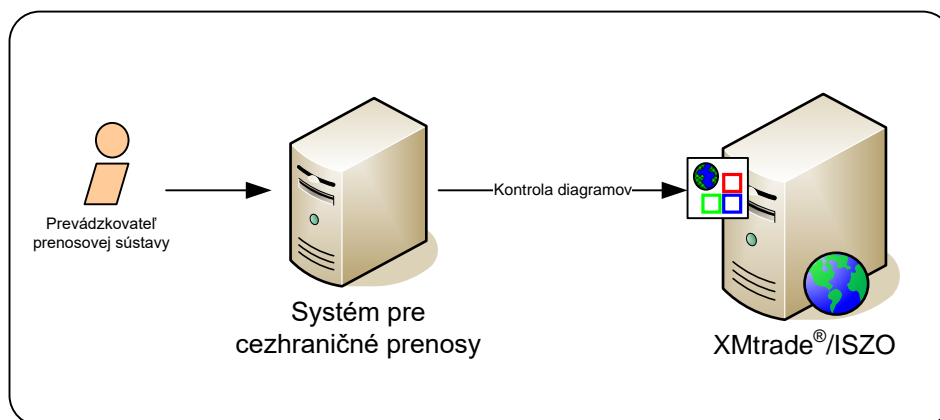 Prevádzkovateľ
prenosovej sústavy
Systém pre
cezhraničné prenosy
Kontrola diagramov
XMtrade®/ISZO